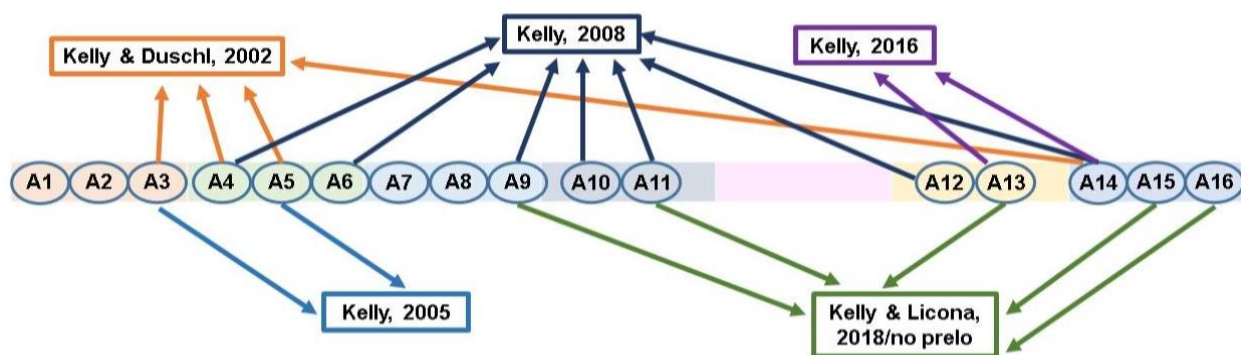 Kelly & Duschl, 2002
Kelly, 2008
Kelly, 2016
A1 A2 A3 A4 A5 A6 A7 A8 A9 A10 A11 A12 A13 A14 A15 A16
Kelly, 2005
Kelly & Licona,
2018/no prelo